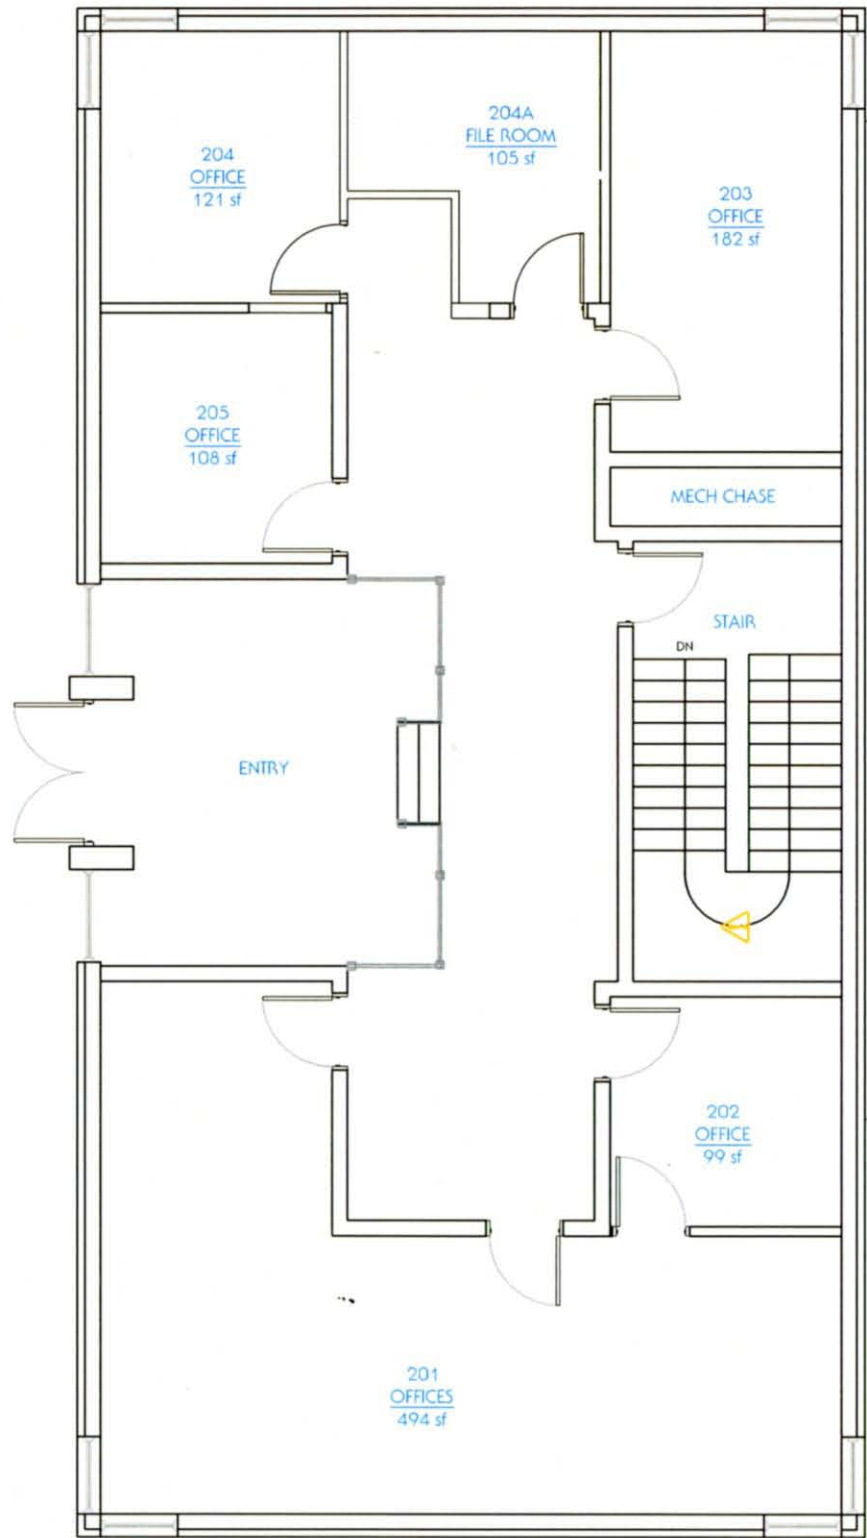 204A
FILE ROOM
105 sf
204
OFFICE
121 sf
203
OFFICE
182 sf
205
OFFICE
108 sf
MECH CHASE
STAIR
DN
ENTRY
202
OFFICE
99 sf
201
OFFICES
494 sf